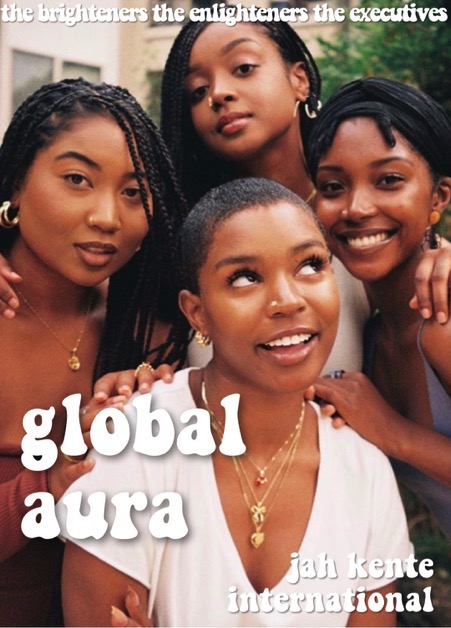 the brighteners the enlighteners the executives
global
aura
jah kente
international